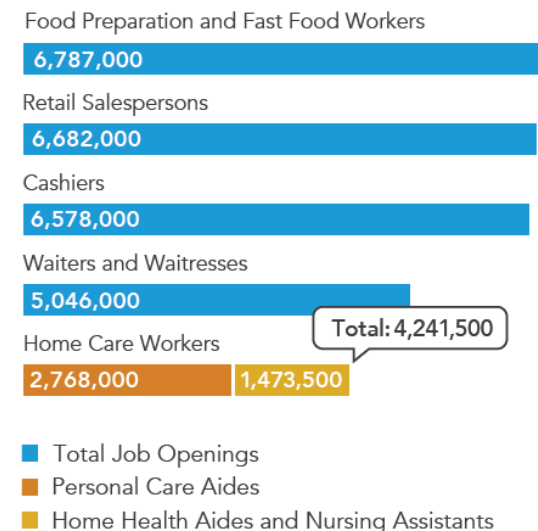 Food Preparation and Fast Food Workers
6,787,000
Retail Salespersons
6,682,000
Cashiers
6,578,000
Waiters and Waitresses
5,046,000
Total: 4,241,500
Home Care Workers
2,768,000 1,473,500
Total Job Openings
Personal Care Aides
Home Health Aides and Nursing Assistants